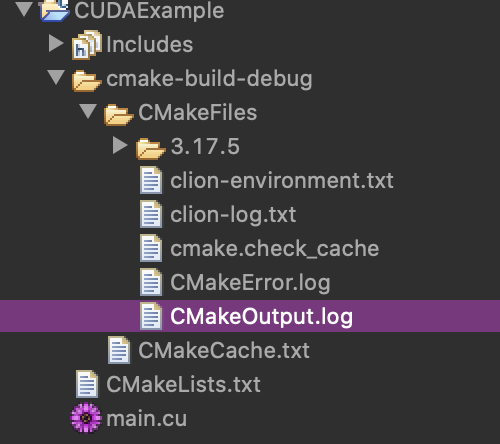 CUDAExample
Includes
cmake-build-debug
CMakeFiles
3.17.5
clion-environment.txt
clion-log.txt
cmake.check_cache
CMakeError.log
CMakeOutput.log
CMakeCache.txt
CMakeLists.txt
main.cu